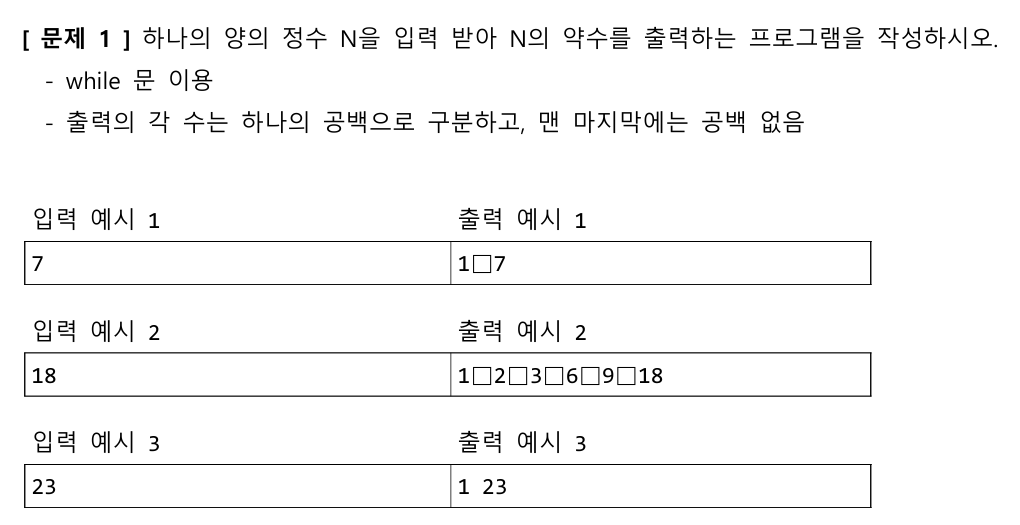 [ 문제 1 ] 하나의 양의 정수 N을 입력 받아 N의 약수를 출력하는 프로그램을 작성하시오.
- while 문 이용
- 출력의 각 수는 하나의 공백으로 구분하고, 맨 마지막에는 공백 없음
입력 예시 1 출력 예시 1
7 1□7
입력 예시 2 출력 예시 2
18 1□2□3□6□9□18
입력 예시 3 출력 예시 3
23 1 23